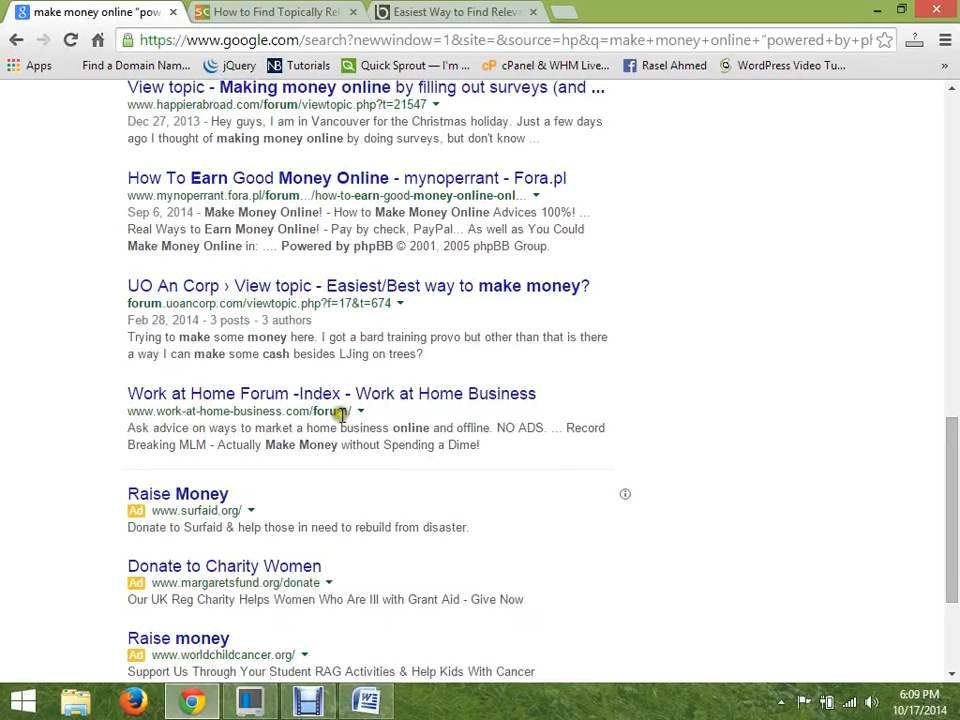 make money online "pow
How to Find Topically Rel
Easiest Way to Find Releva
https://www.google.com/search?newwindow=1&site=&source=hp&q=make+money+online+"powered+by+ph
Apps
Find a Domain Nam...
jQuery
Tutorials
Quick Sprout — I'm...
cPanel & WHM Live...
Rasel Ahmed
WordPress Video Tu...
»
View topic - Making money online by filling out surveys (and ...
www.happierabroad.com/forum/viewtopic.php?t=21547
Dec 27, 2013 - Hey guys, I am in Vancouver for the Christmas holiday. Just a few days
ago I thought of making money online by doing surveys, but don't know ...
How To Earn Good Money Online - mynoperrant - Fora.pl
www.mynoperrant.fora.pl/forum.../how-to-earn-good-money-online-onl...
Sep 6, 2014 - Make Money Online! - How to Make Money Online Advices 100%! ...
Real Ways to Earn Money Online! - Pay by check, PayPal... As well as You Could
Make Money Online in: .... Powered by phpBB © 2001, 2005 phpBB Group.
UO An Corp › View topic - Easiest/Best way to make money?
forum.uoancorp.com/viewtopic.php?f=17&t=674
Feb 28, 2014 - 3 posts - 3 authors
Trying to make some money here. I got a bard training provo but other than that is there
a way I can make some cash besides LJing on trees?
Work at Home Forum -Index - Work at Home Business
www.work-at-home-business.com/forum/
Ask advice on ways to market a home business online and offline. NO ADS. ... Record
Breaking MLM - Actually Make Money without Spending a Dime!
Raise Money
Ad www.surfaid.org/
Donate to Surfaid & help those in need to rebuild from disaster.
Donate to Charity Women
Ad www.margaretsfund.org/donate
Our UK Reg Charity Helps Women Who Are Ill with Grant Aid - Give Now
Raise money
Ad www.worldchildcancer.org/
Support Us Through Your Student RAG Activities & Help Kids With Cancer
6:09 PM
10/17/2014